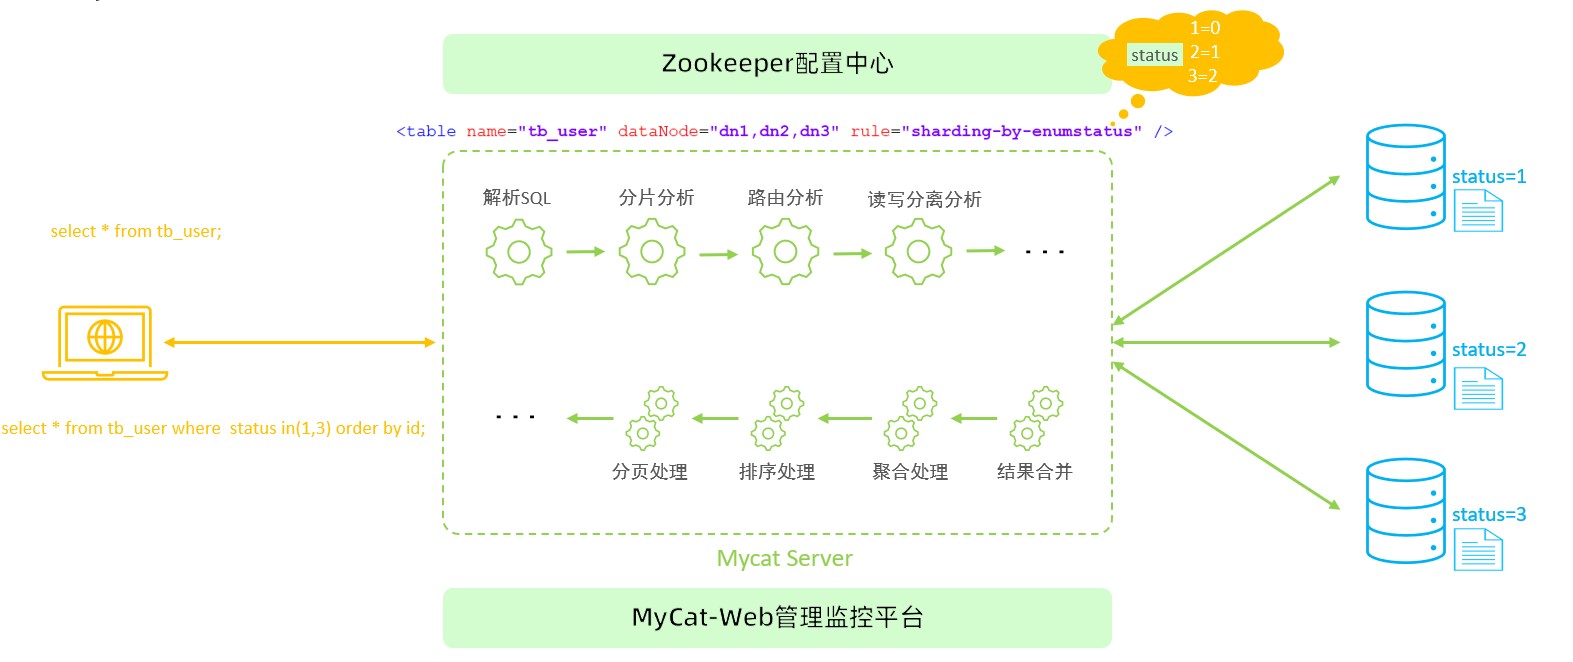 Zookeeper配置中心
status
1=0
2=1
3=2
<table name="tb_user" dataNode="dn1,dn2,dn3" rule="sharding-by-enumstatus" />
解析SQL 分片分析 路由分析 读写分离分析
...
select * from tb_user;
select * from tb_user where  status in(1,3) order by id;
...
分页处理 排序处理 聚合处理 结果合并
Mycat Server
MyCat-Web管理监控平台
status=1
status=2
status=3